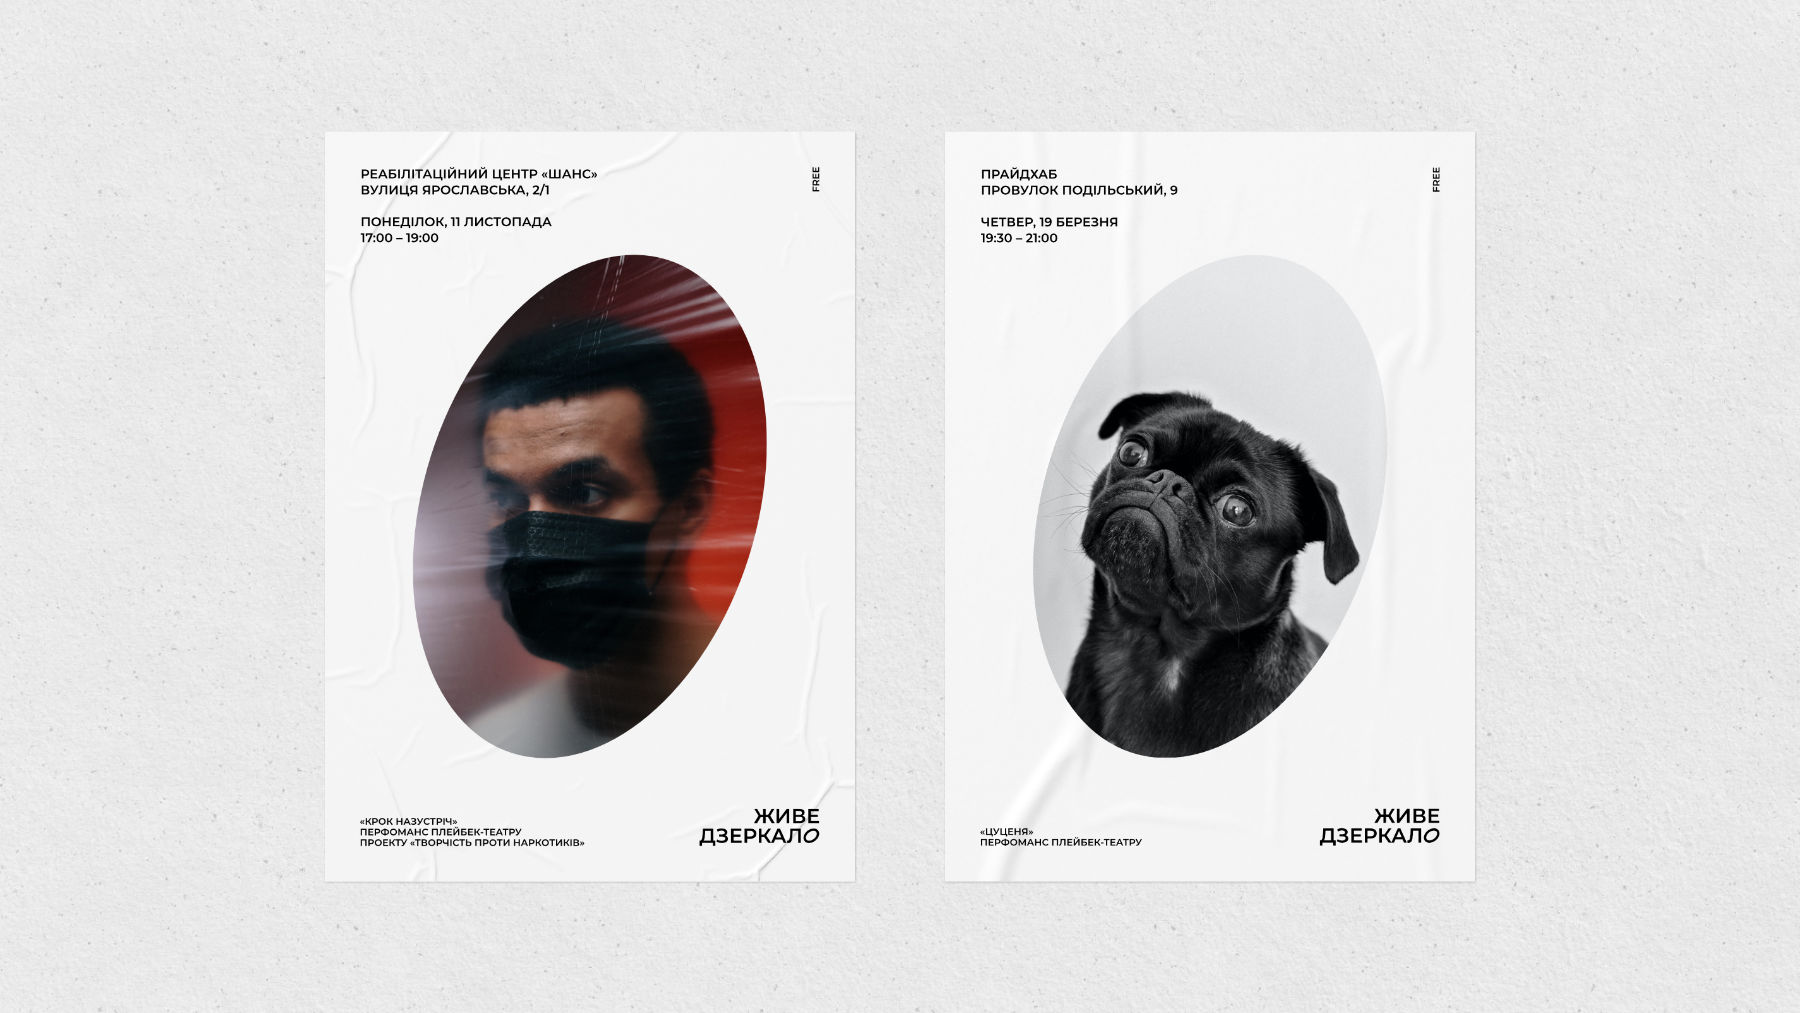 РЕАБІЛІТАЦІЙНИЙ ЦЕНТР «ШАНС»
ВУЛИЦЯ ЯРОСЛАВСЬКА, 2/1
ПОНЕДІЛОК, 11 ЛИСТОПАДА
17:00 – 19:00
FREE
«КРОК НАЗУСТРІЧ»
ПЕРФОМАНС ПЛЕЙБЕК-ТЕАТРУ
ПРОЕКТУ «ТВОРЧІСТЬ ПРОТИ НАРКОТИКІВ»
ЖИВЕ
ДЗЕРКАЛО
ПРАЙДХАБ
ПРОВУЛОК ПОДІЛЬСЬКИЙ, 9
ЧЕТВЕР, 19 БЕРЕЗНЯ
19:30 – 21:00
FREE
«ЦУЦЕНЯ»
ПЕРФОМАНС ПЛЕЙБЕК-ТЕАТРУ
ЖИВЕ
ДЗЕРКАЛО